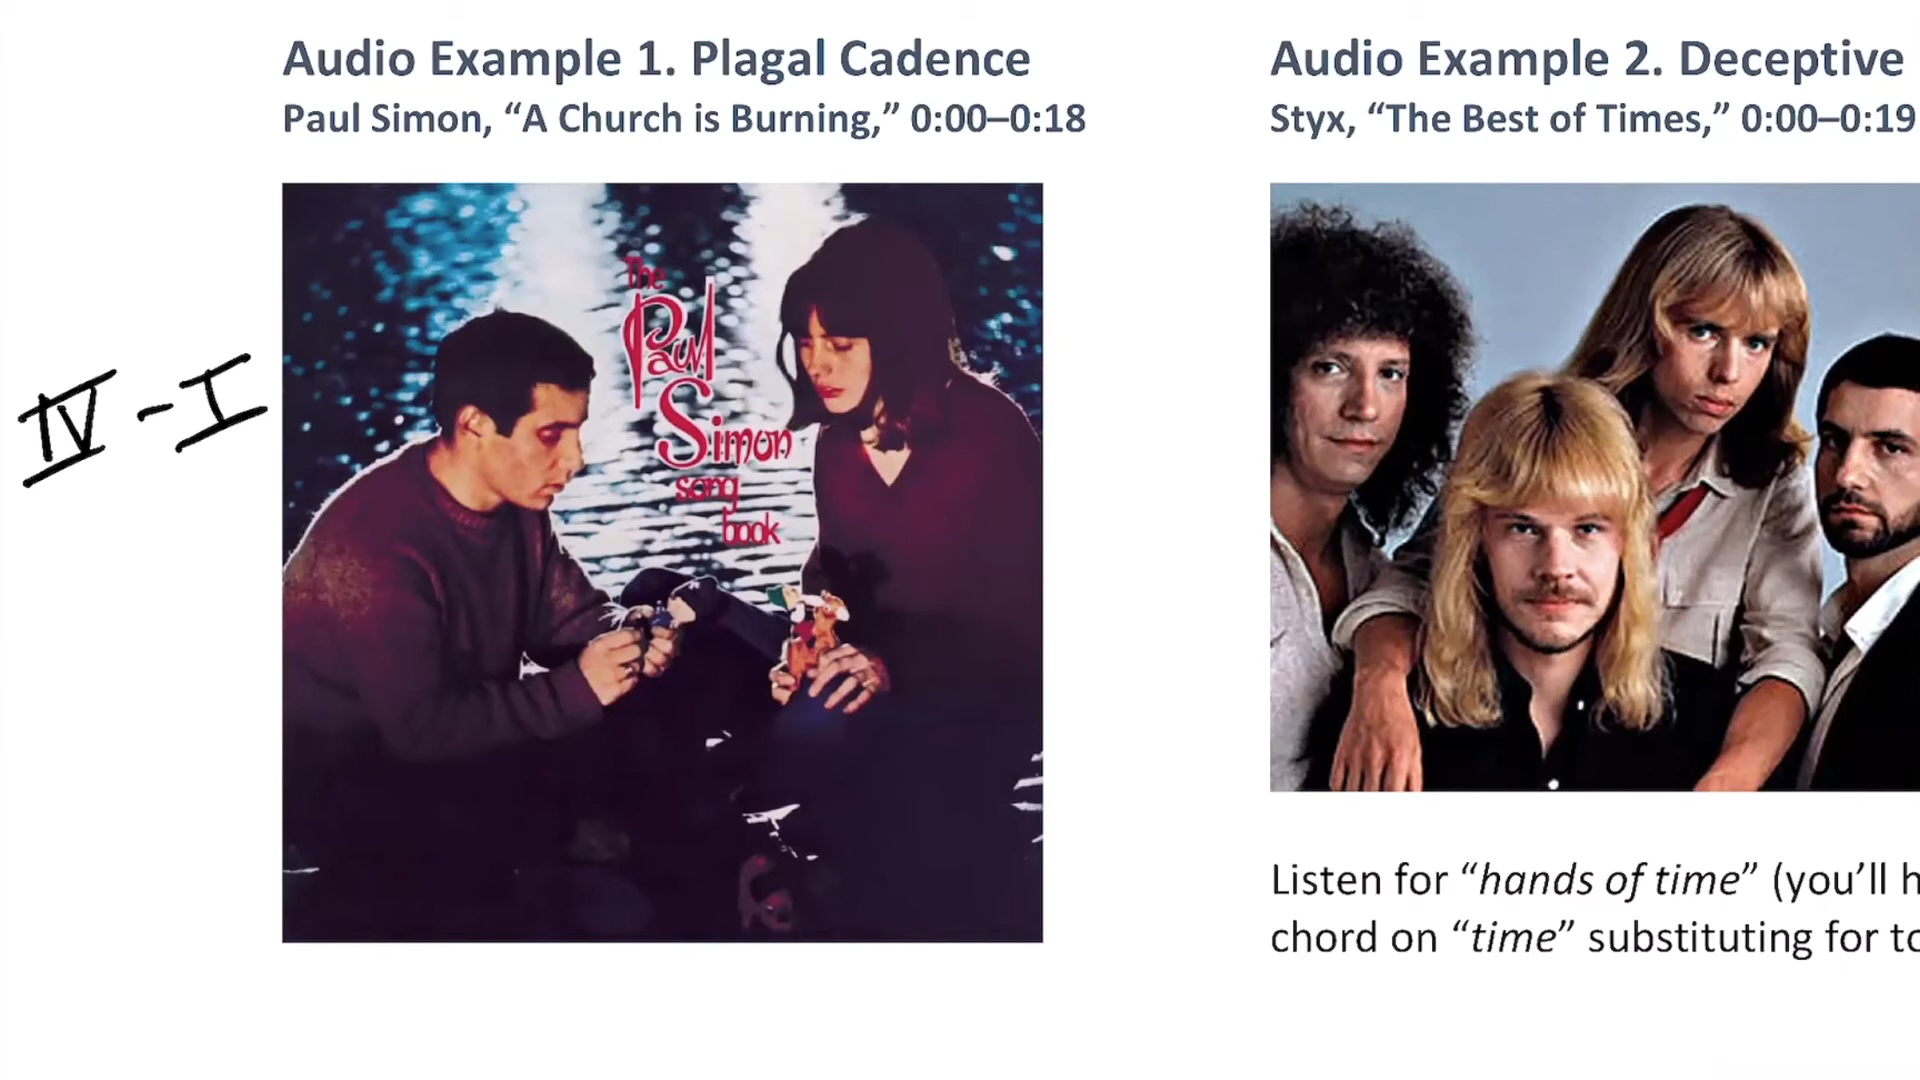 Audio Example 1. Plagal Cadence
Paul Simon, “A Church is Burning,” 0:00–0:18
IV - I
The
Paul
Simon
song
book
Audio Example 2. Deceptive
Styx, “The Best of Times,” 0:00–0:19
Listen for “hands of time” (you’ll h
chord on “time” substituting for to